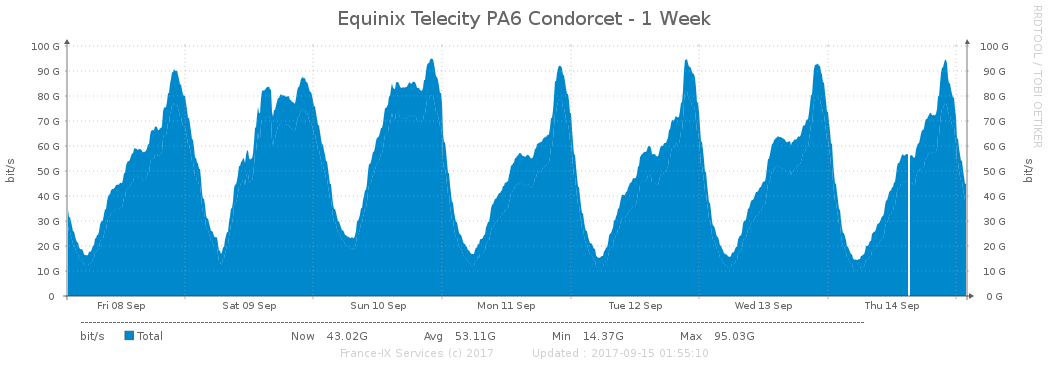 Equinix Telecity PA6 Condorcet - 1 Week
RRDTOOL / TOBI OETIKER
bit/s
100 G
90 G
80 G
70 G
60 G
50 G
40 G
30 G
20 G
10 G
0
100 G
90 G
80 G
70 G
60 G
50 G
40 G
30 G
20 G
10 G
0 G
bit/s
Fri 08 Sep Sat 09 Sep Sun 10 Sep Mon 11 Sep Tue 12 Sep Wed 13 Sep Thu 14 Sep
bit/s Total Now 43.02G Avg 53.11G Min 14.37G Max 95.03G
France-IX Services (c) 2017 Updated : 2017-09-15 01:55:10